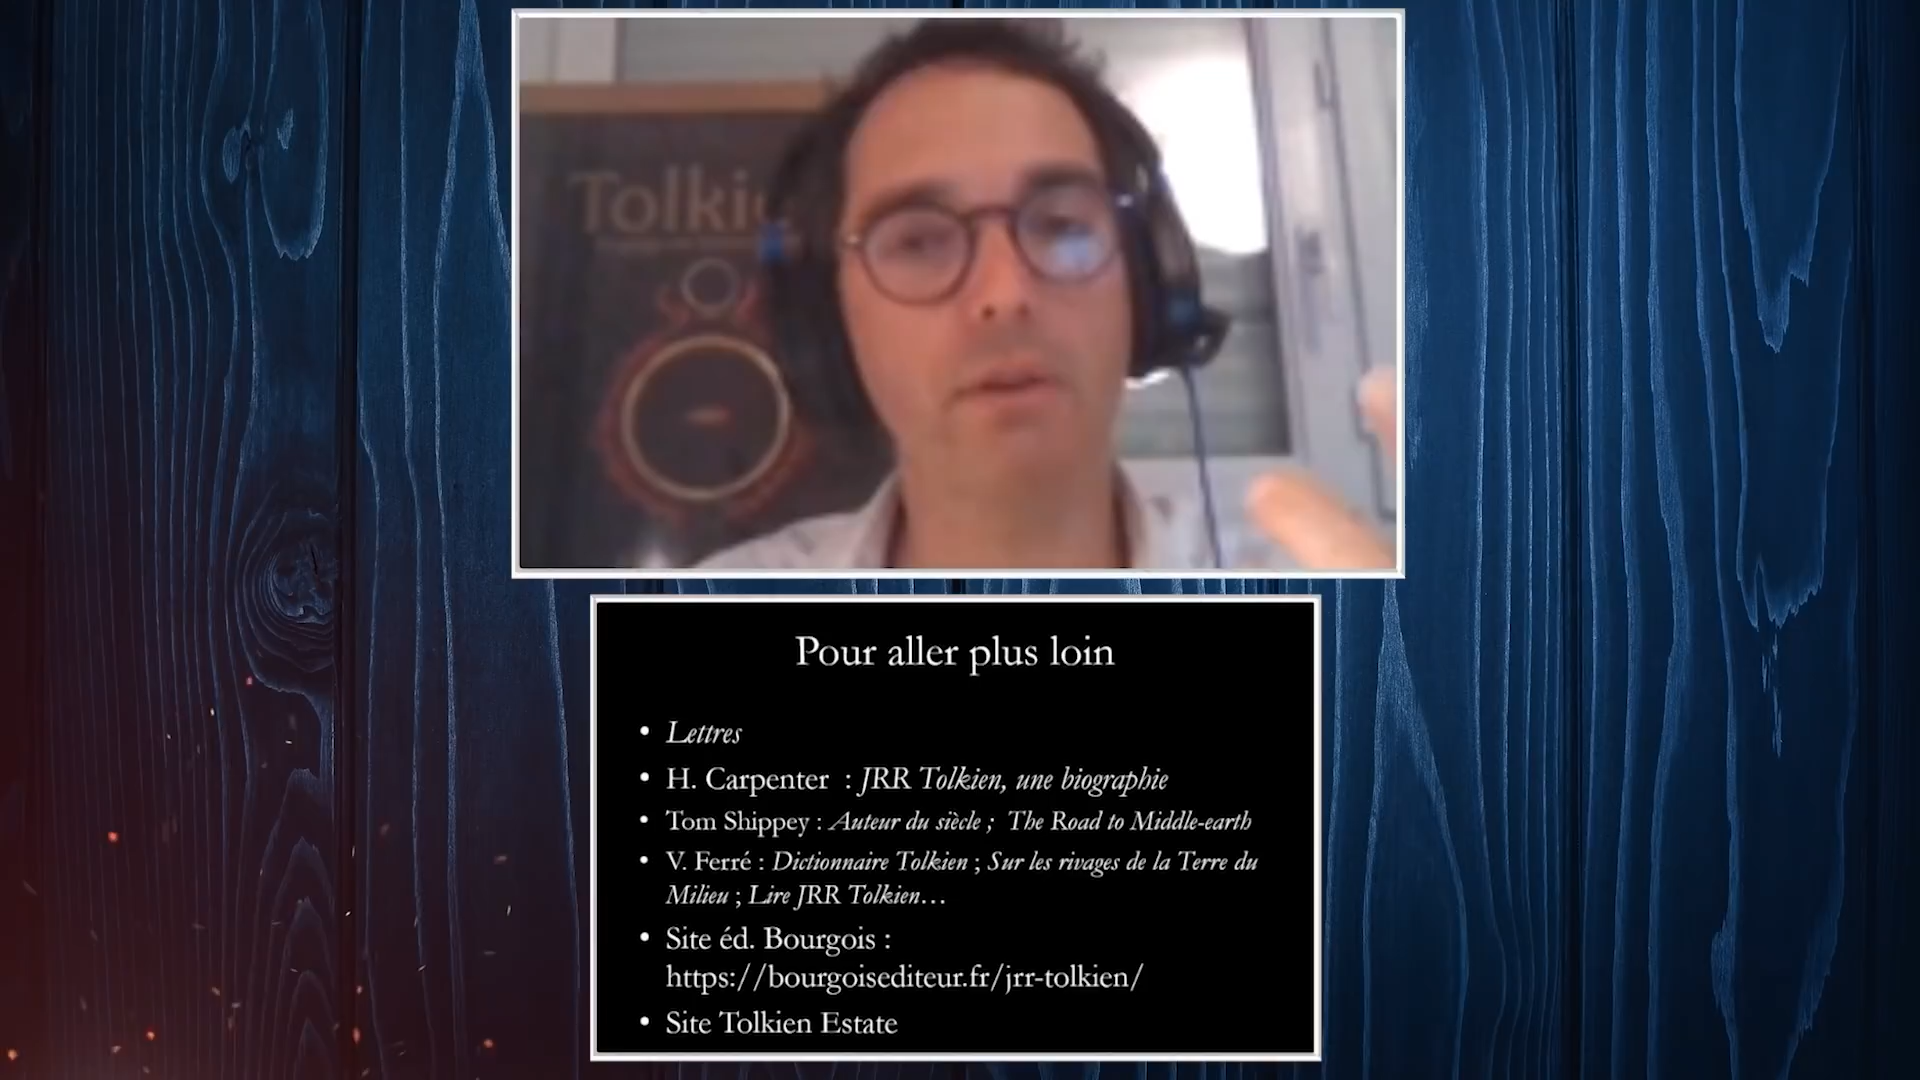 Tolkie
Pour aller plus loin
• Lettres
• H. Carpenter : JRR Tolkien, une biographie
• Tom Shippey : Auteur du siècle ; The Road to Middle-earth
• V. Ferré : Dictionnaire Tolkien ; Sur les rivages de la Terre du
Milieu ; Lire JRR Tolkien…
• Site éd. Bourgois :
https://bourgoisediteur.fr/jrr-tolkien/
• Site Tolkien Estate